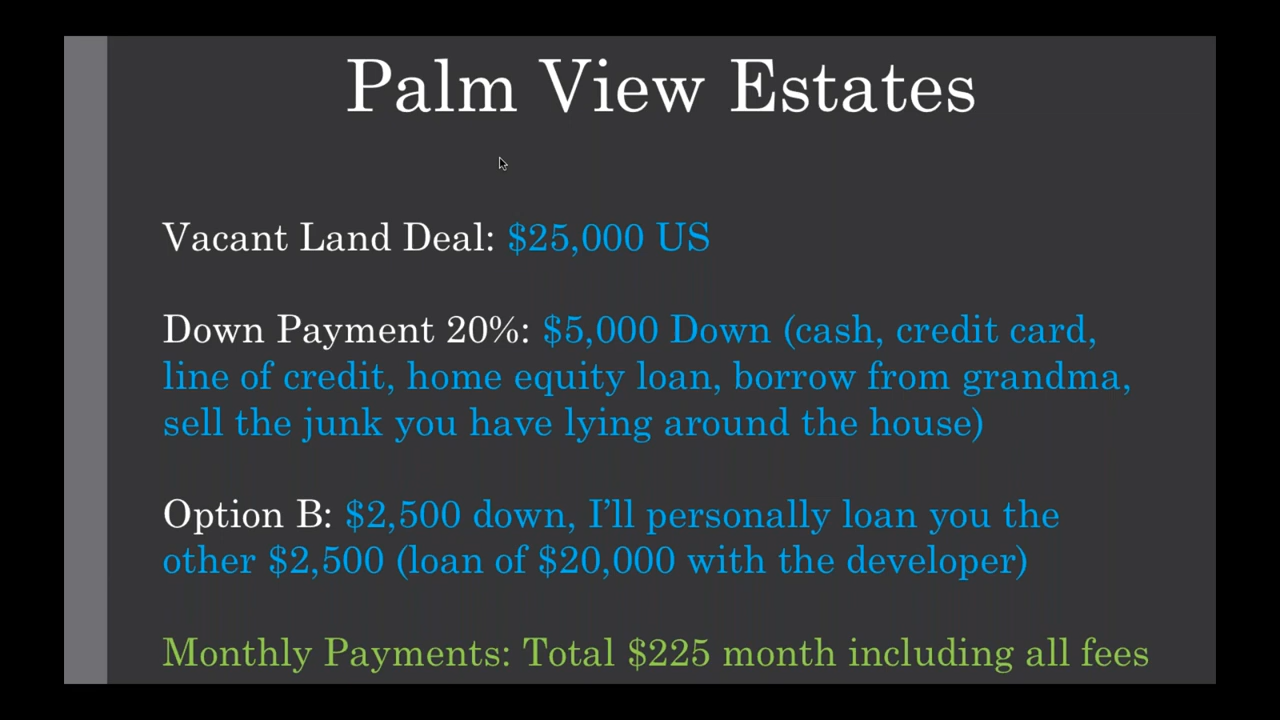 Palm View Estates
Vacant Land Deal: $25,000 US
Down Payment 20%: $5,000 Down (cash, credit card,
line of credit, home equity loan, borrow from grandma,
sell the junk you have lying around the house)
Option B: $2,500 down, I'll personally loan you the
other $2,500 (loan of $20,000 with the developer)
Monthly Payments: Total $225 month including all fees